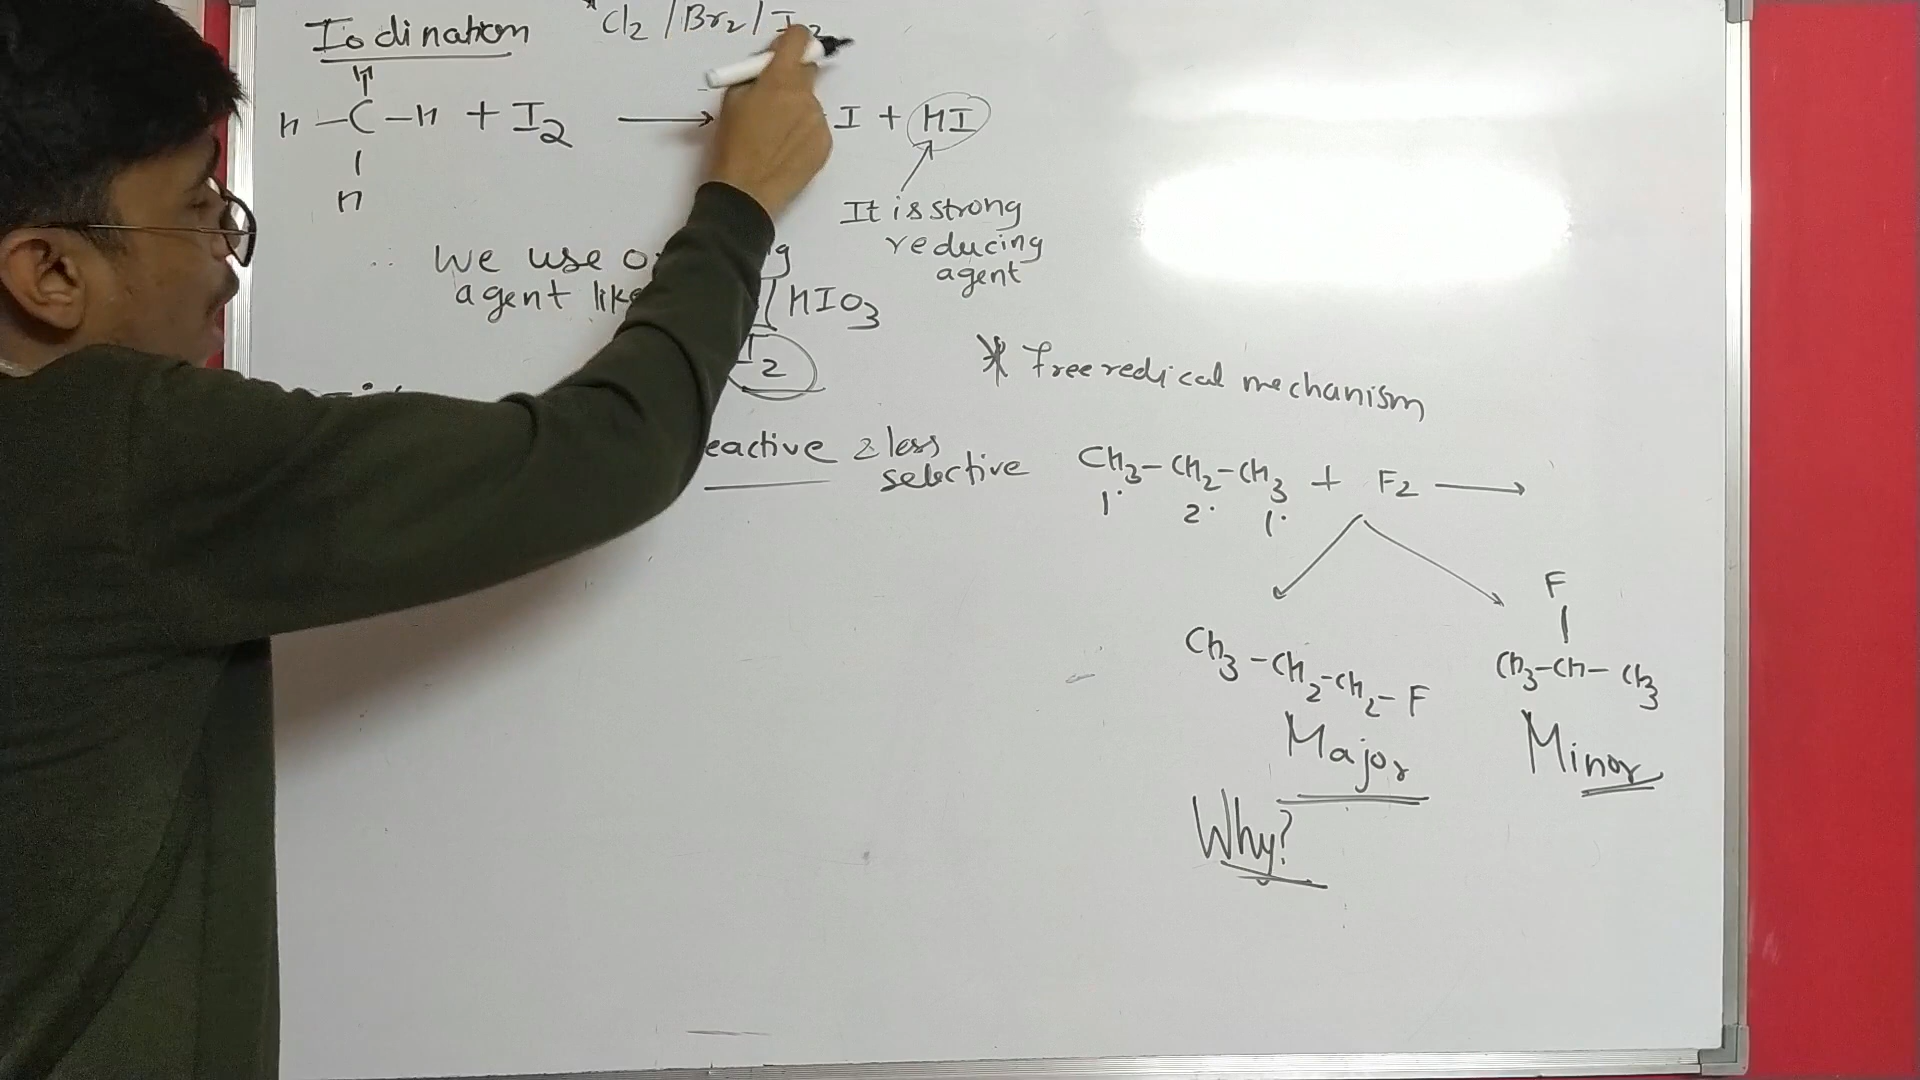 Iodination
* Cl2 / Br2 / I2
H
H - C - H + I2 ⟶ I + HI
H
It is strong
reducing
agent
∴ We use
agent like / HIO3
I2
* free redical mechanism
eactive & less
selective
CH3 - CH2 - CH3 + F2 ⟶
1° 2° 1°
F
CH3 - CH2 - CH2 - F
CH3 - CH - CH3
Major
Minor
Why?